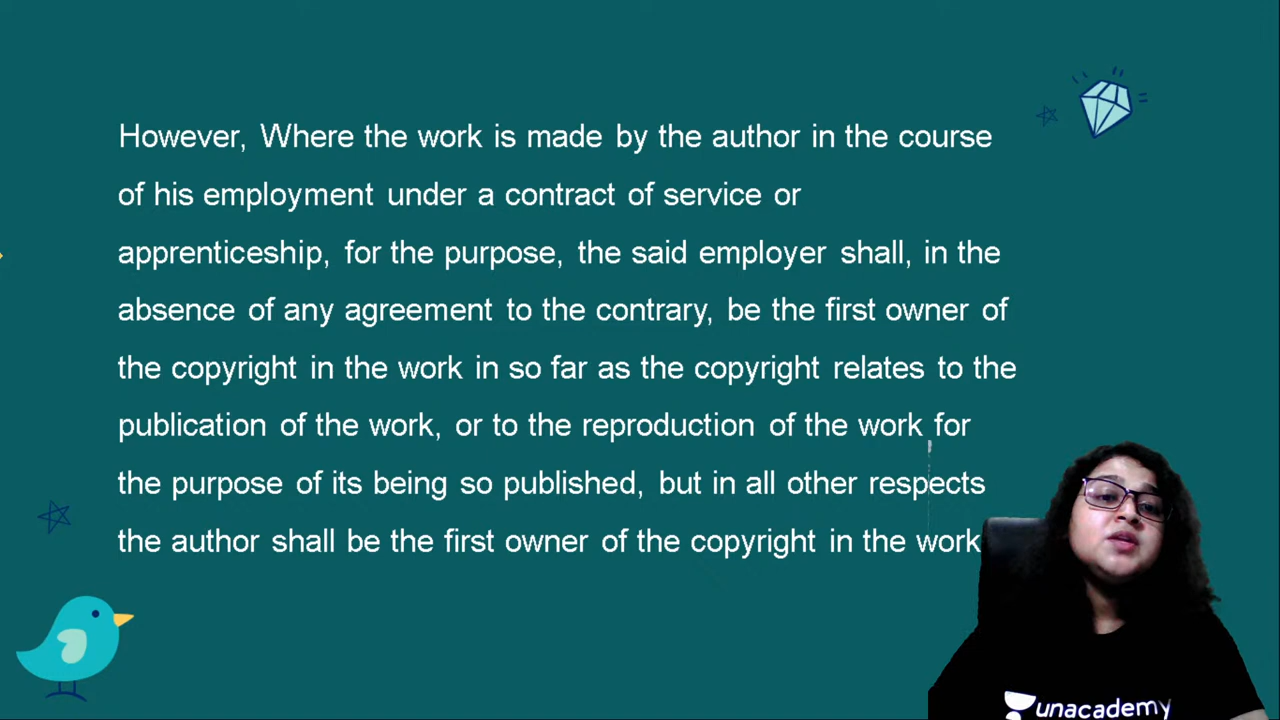 However, Where the work is made by the author in the course
of his employment under a contract of service or
apprenticeship, for the purpose, the said employer shall, in the
absence of any agreement to the contrary, be the first owner of
the copyright in the work in so far as the copyright relates to the
publication of the work, or to the reproduction of the work for
the purpose of its being so published, but in all other respects
the author shall be the first owner of the copyright in the work
unacademy